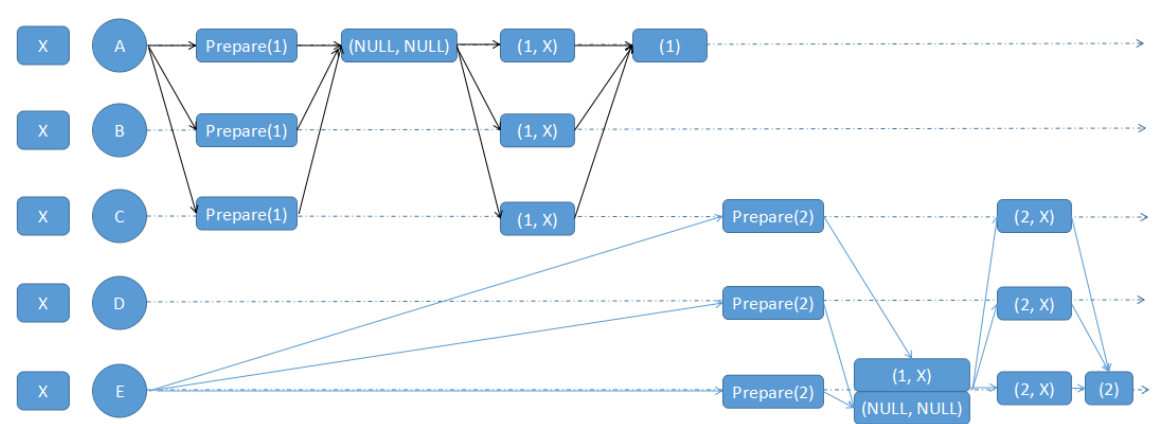 X A Prepare(1) (NULL, NULL) (1, X) (1)
X B Prepare(1) (1, X)
X C Prepare(1) (1, X) Prepare(2) (2, X)
X D Prepare(2) (2, X)
X E Prepare(2) (1, X) (2, X) (2)
(NULL, NULL)